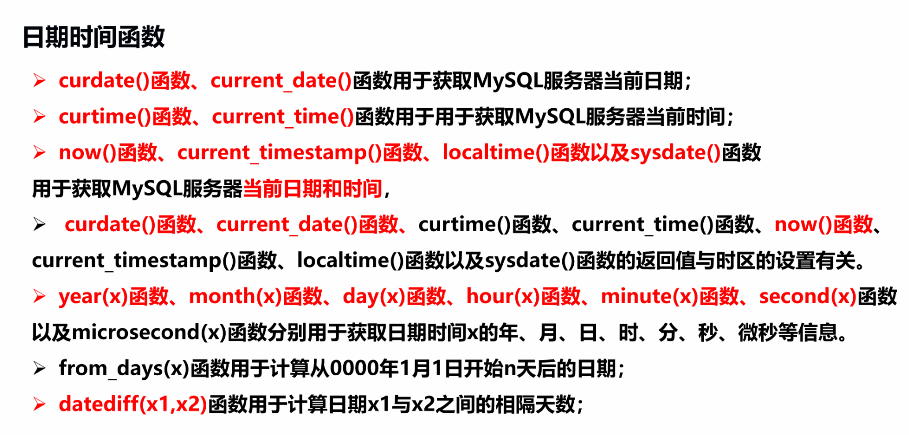 日期时间函数
➢ curdate()函数、current_date()函数用于获取MySQL服务器当前日期；
➢ curtime()函数、current_time()函数用于用于获取MySQL服务器当前时间；
➢ now()函数、current_timestamp()函数、localtime()函数以及sysdate()函数
用于获取MySQL服务器当前日期和时间，
➢ curdate()函数、current_date()函数、curtime()函数、current_time()函数、now()函数、
current_timestamp()函数、localtime()函数以及sysdate()函数的返回值与时区的设置有关。
➢ year(x)函数、month(x)函数、day(x)函数、hour(x)函数、minute(x)函数、second(x)函数
以及microsecond(x)函数分别用于获取日期时间x的年、月、日、时、分、秒、微秒等信息。
➢ from_days(x)函数用于计算从0000年1月1日开始n天后的日期；
➢ datediff(x1,x2)函数用于计算日期x1与x2之间的相隔天数；